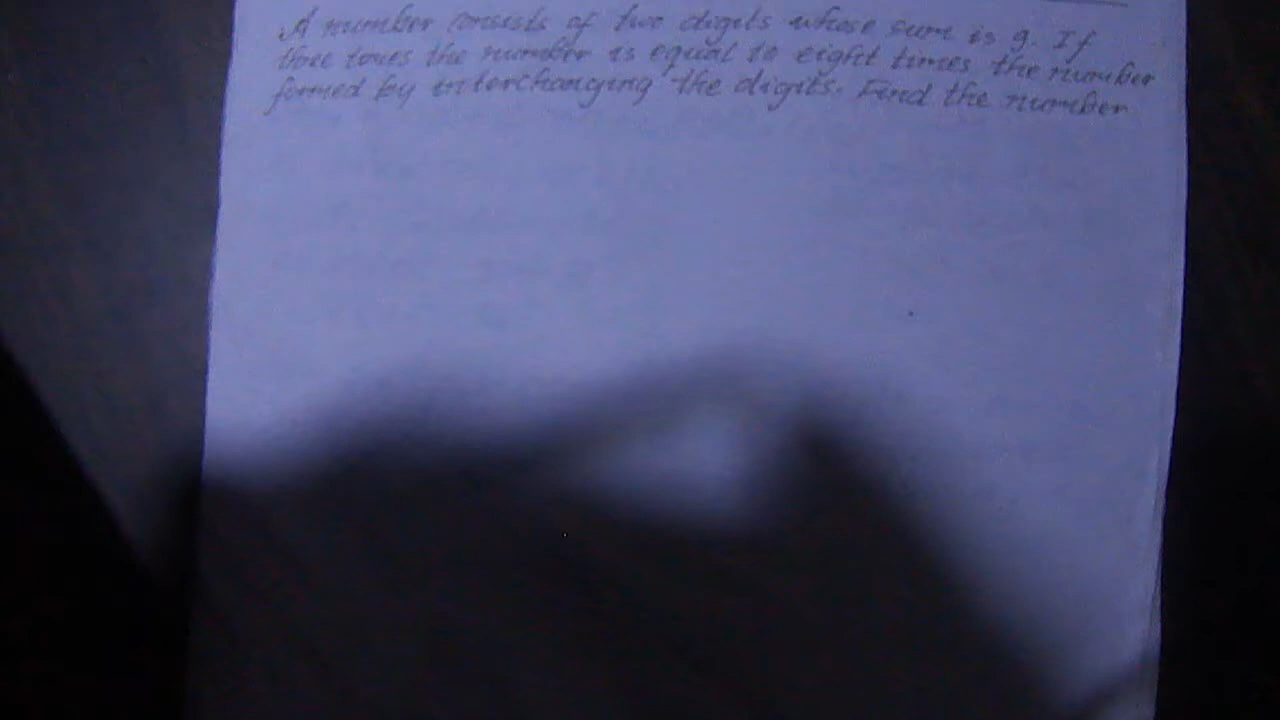 A number consists of two digits whose sum is 9. If
three times the number is equal to eight times the number
formed by interchanging the digits. Find the number